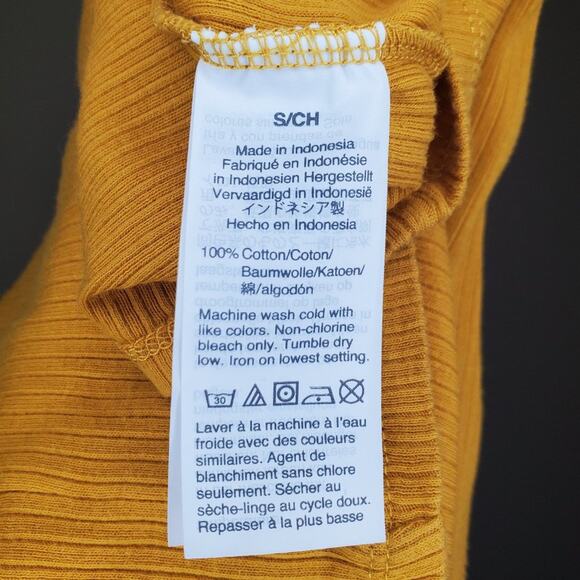 S/CH
Made in Indonesia
Fabriqué en Indonésie
in Indonesien Hergestellt
Vervaardigd in Indonesië
インドネシア製
Hecho en Indonesia
100% Cotton/Coton/
Baumwolle/Katoen/
綿/algodón
Machine wash cold with
like colors. Non-chlorine
bleach only. Tumble dry
low. Iron on lowest setting.
30
Laver à la machine à l'eau
froide avec des couleurs
similaires. Agent de
blanchiment sans chlore
seulement. Sécher au
sèche-linge au cycle doux.
Repasser à la plus basse